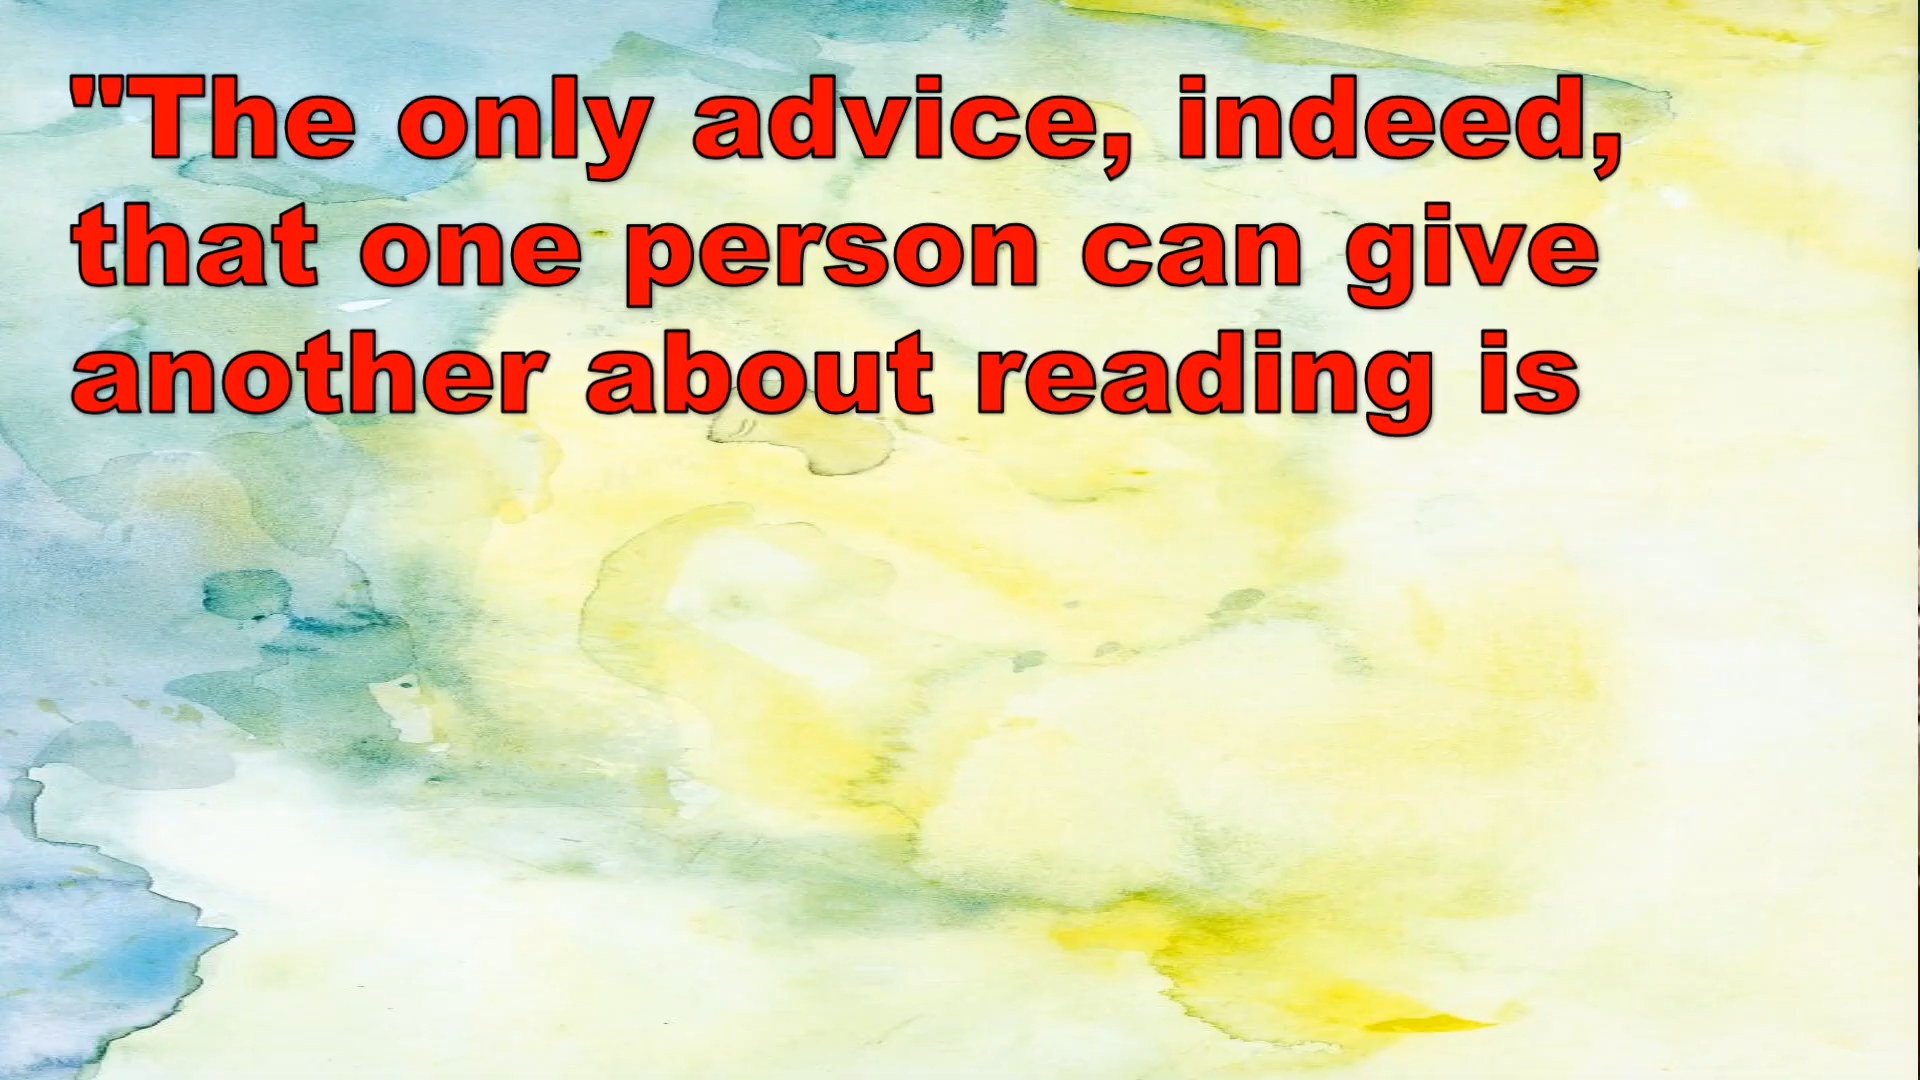 "The only advice, indeed,
that one person can give
another about reading is